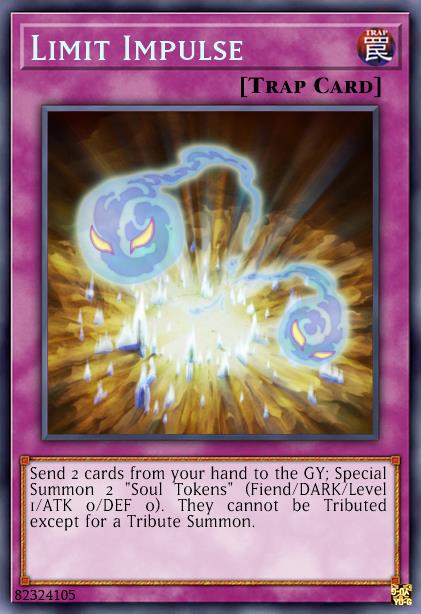 Limit Impulse
TRAP
罠
[Trap Card]
Send 2 cards from your hand to the GY; Special
Summon 2 "Soul Tokens" (Fiend/DARK/Level
1/ATK 0/DEF 0). They cannot be Tributed
except for a Tribute Summon.
82324105